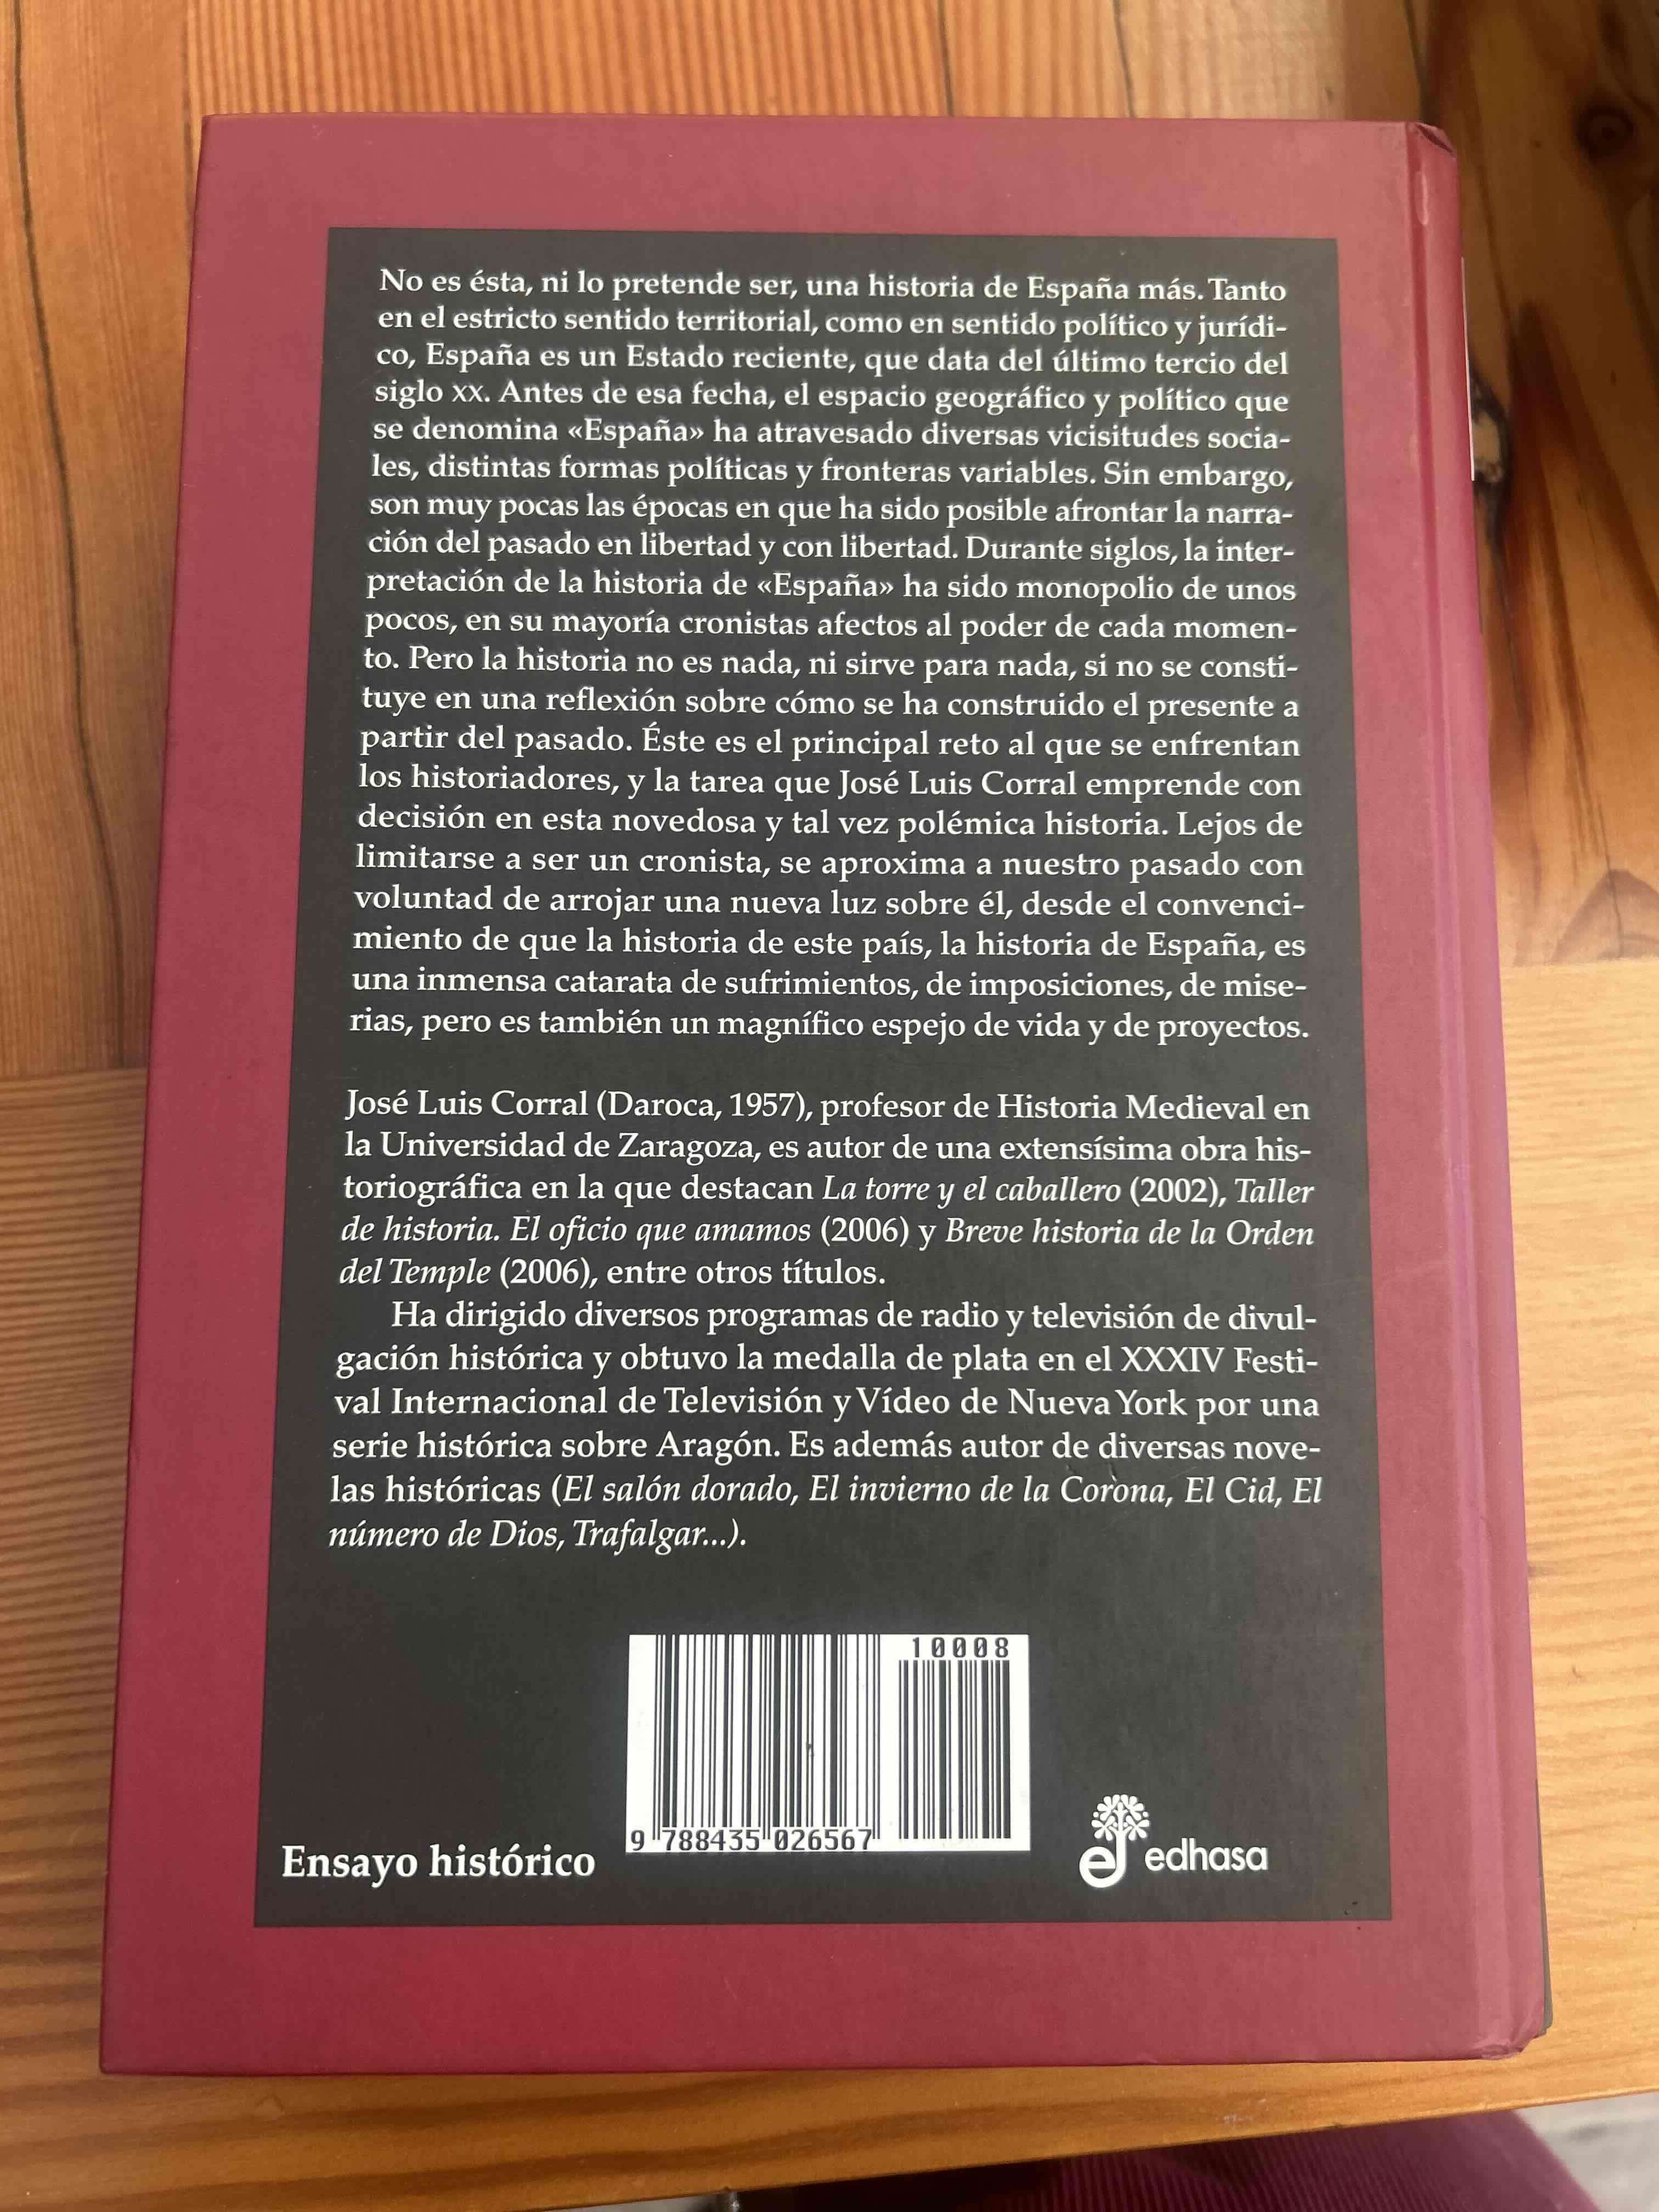 No es ésta, ni lo pretende ser, una historia de España más. Tanto
en el estricto sentido territorial, como en sentido político y jurídi-
co, España es un Estado reciente, que data del último tercio del
siglo XX. Antes de esa fecha, el espacio geográfico y político que
se denomina «España» ha atravesado diversas vicisitudes socia-
les, distintas formas políticas y fronteras variables. Sin embargo,
son muy pocas las épocas en que ha sido posible afrontar la narra-
ción del pasado en libertad y con libertad. Durante siglos, la inter-
pretación de la historia de «España» ha sido monopolio de unos
pocos, en su mayoría cronistas afectos al poder de cada momen-
to. Pero la historia no es nada, ni sirve para nada, si no se consti-
tuye en una reflexión sobre cómo se ha construido el presente a
partir del pasado. Éste es el principal reto al que se enfrentan
los historiadores, y la tarea que José Luis Corral emprende con
decisión en esta novedosa y tal vez polémica historia. Lejos de
limitarse a ser un cronista, se aproxima a nuestro pasado con
voluntad de arrojar una nueva luz sobre él, desde el convenci-
miento de que la historia de este país, la historia de España, es
una inmensa catarata de sufrimientos, de imposiciones, de mise-
rias, pero es también un magnífico espejo de vida y de proyectos.
José Luis Corral (Daroca, 1957), profesor de Historia Medieval en
la Universidad de Zaragoza, es autor de una extensísima obra his-
toriográfica en la que destacan La torre y el caballero (2002), Taller
de historia. El oficio que amamos (2006) y Breve historia de la Orden
del Temple (2006), entre otros títulos.
Ha dirigido diversos programas de radio y televisión de divul-
gación histórica y obtuvo la medalla de plata en el XXXIV Festi-
val Internacional de Televisión y Vídeo de Nueva York por una
serie histórica sobre Aragón. Es además autor de diversas nove-
las históricas (El salón dorado, El invierno de la Corona, El Cid, El
número de Dios, Trafalgar...).
10008
9 788435 026567
Ensayo histórico
edhasa